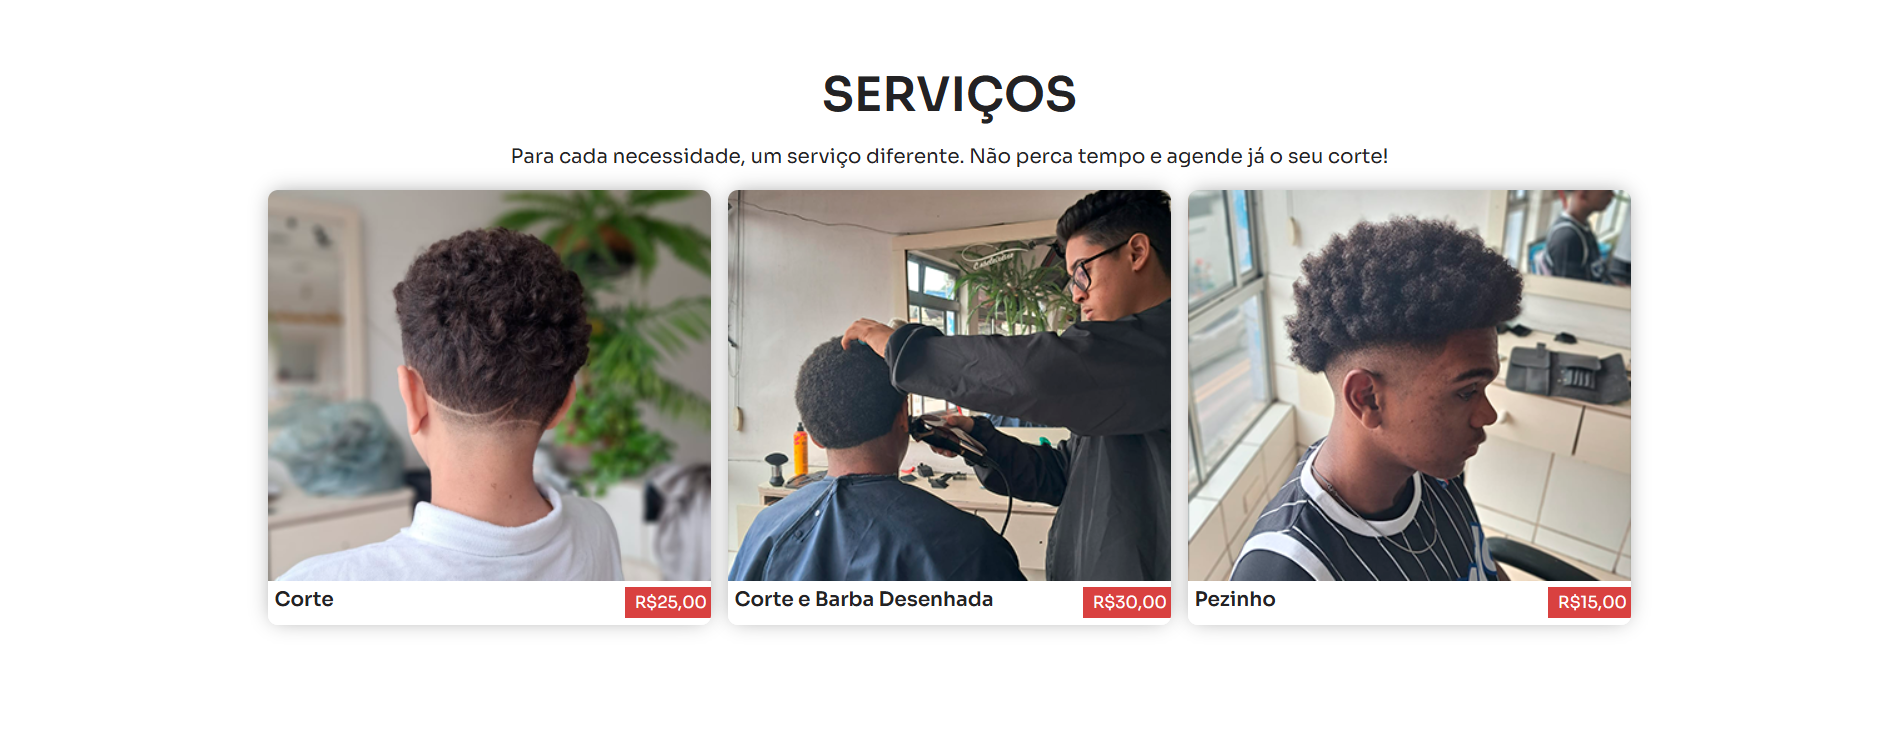 SERVIÇOS
Para cada necessidade, um serviço diferente. Não perca tempo e agende já o seu corte!
Cabeleireiro
Corte
R$25,00
Corte e Barba Desenhada
R$30,00
Pezinho
R$15,00